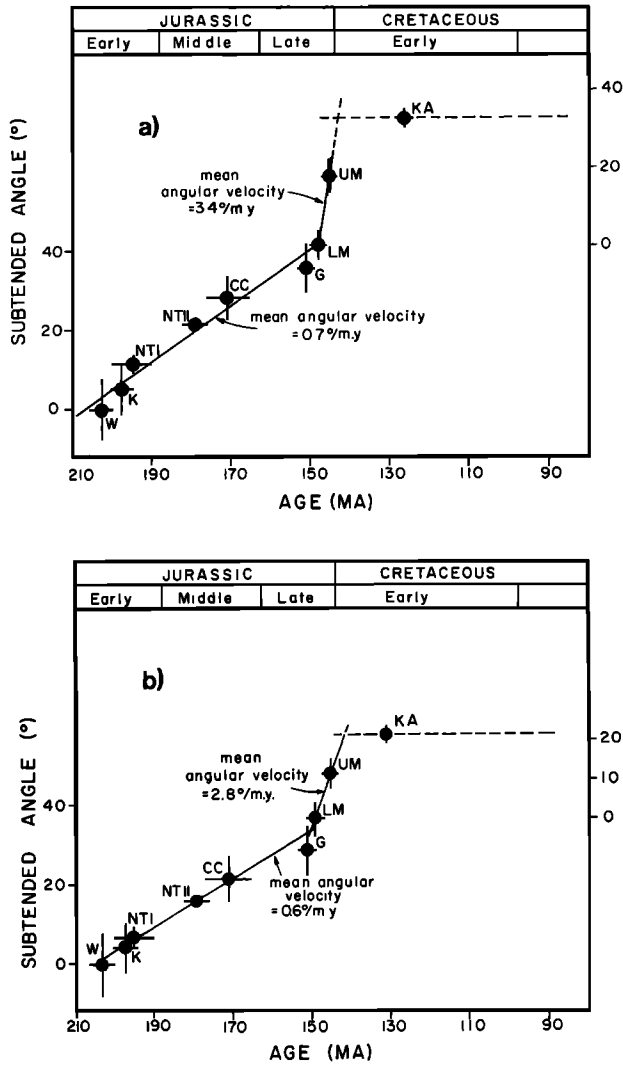 JURASSIC CRETACEOUS
Early Middle Late Early
a)
KA
40
mean
angular velocity
=3.4°/m.y
UM
20
SUBTENDED ANGLE (°)
LM
0
40
G
CC
NTII
mean angular velocity
=0.7°/m.y
20
NTI
K
0
W
210 190 170 150 130 110 90
AGE (MA)
JURASSIC CRETACEOUS
Early Middle Late Early
b)
KA
20
mean
angular velocity
=2.8°/m.y.
UM
10
SUBTENDED ANGLE (°)
40
LM
0
G
CC
mean angular
velocity
=0.6°/m y
NTII
20
NTI
W
K
0
210 190 170 150 130 110 90
AGE (MA)